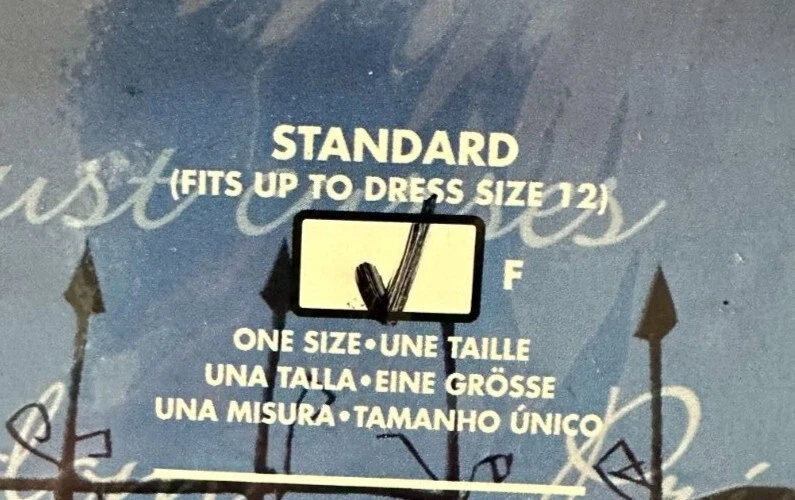 STANDARD
(FITS UP TO DRESS SIZE 12)
F
ONE SIZE•UNE TAILLE
UNA TALLA•EINE GRÖSSE
UNA MISURA•TAMANHO ÚNICO